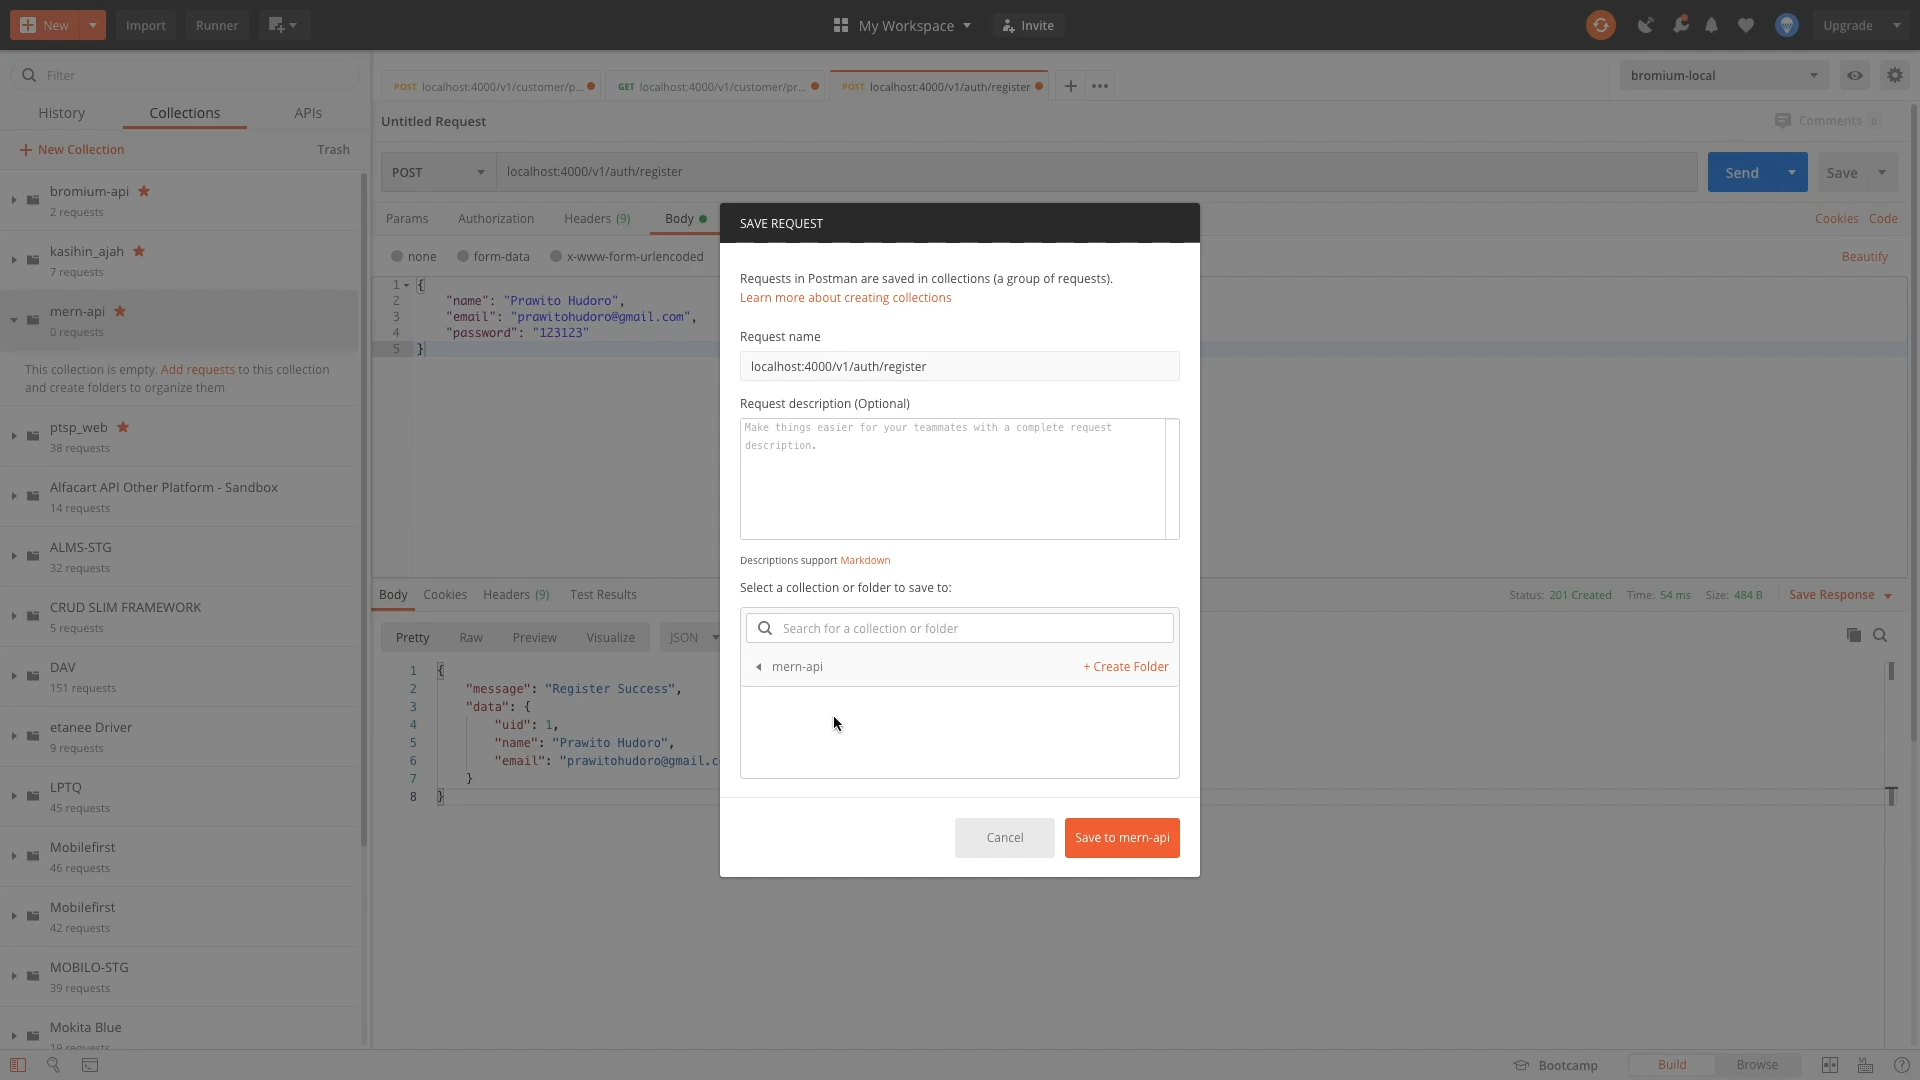 New
Import
Runner
My Workspace
Invite
Upgrade
Filter
History
Collections
APIs
New Collection
Trash
bromium-api
2 requests
kasihin_ajah
7 requests
mern-api
0 requests
This collection is empty. Add requests to this collection
and create folders to organize them
ptsp_web
38 requests
Alfacart API Other Platform - Sandbox
14 requests
ALMS-STG
32 requests
CRUD SLIM FRAMEWORK
5 requests
DAV
151 requests
etanee Driver
9 requests
LPTQ
45 requests
Mobilefirst
46 requests
Mobilefirst
42 requests
MOBILO-STG
39 requests
Mokita Blue
19 requests
POST localhost:4000/v1/customer/p...
GET localhost:4000/v1/customer/pr...
POST localhost:4000/v1/auth/register
bromium-local
Untitled Request
Comments 0
POST
localhost:4000/v1/auth/register
Send
Save
Params
Authorization
Headers (9)
Body
Cookies
Code
none
form-data
x-www-form-urlencoded
Beautify
1 {
2 "name": "Prawito Hudoro",
3 "email": "prawitohudoro@gmail.com",
4 "password": "123123"
5 }
SAVE REQUEST
Requests in Postman are saved in collections (a group of requests).
Learn more about creating collections
Request name
localhost:4000/v1/auth/register
Request description (Optional)
Make things easier for your teammates with a complete request
description.
Descriptions support Markdown
Select a collection or folder to save to:
Search for a collection or folder
mern-api
+ Create Folder
Cancel
Save to mern-api
Body
Cookies
Headers (9)
Test Results
Status: 201 Created
Time: 54 ms
Size: 484 B
Save Response
Pretty
Raw
Preview
Visualize
JSON
1 {
2 "message": "Register Success",
3 "data": {
4 "uid": 1,
5 "name": "Prawito Hudoro",
6 "email": "prawitohudoro@gmail.c
7 }
8 }
Bootcamp
Build
Browse